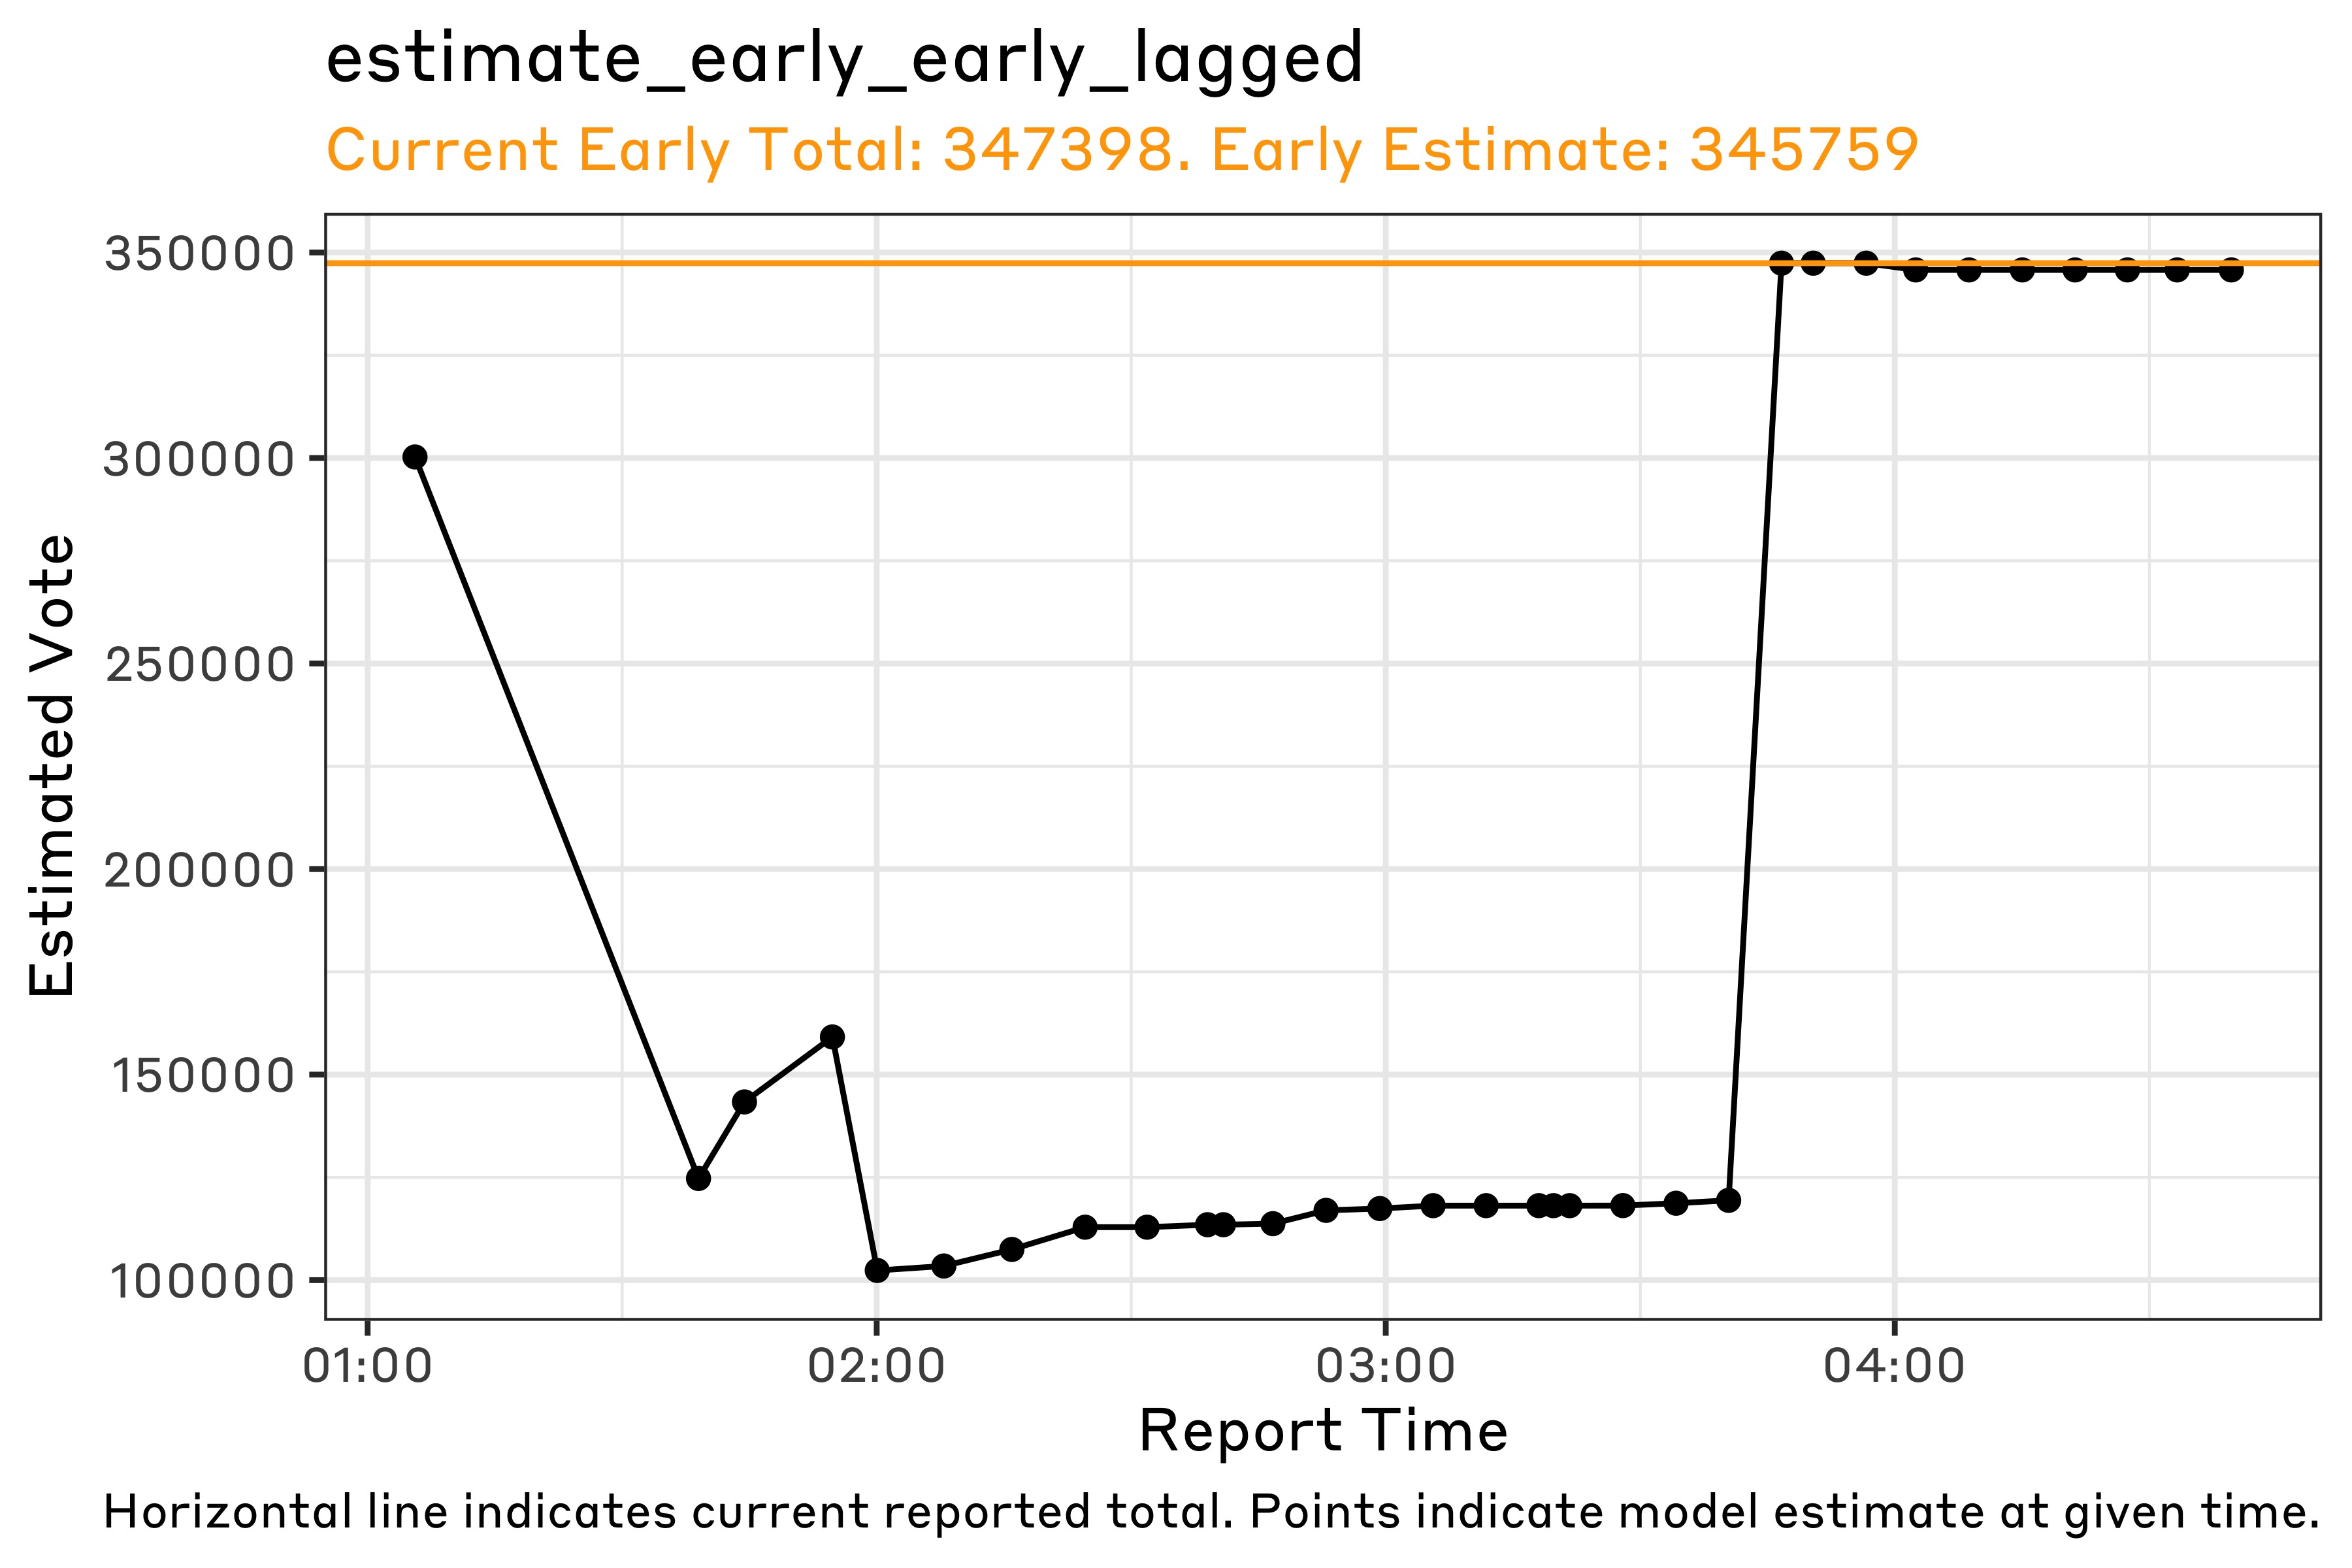 estimate_early_early_lagged
Current Early Total: 347398. Early Estimate: 345759
Estimated Vote
350000
300000
250000
200000
150000
100000
01:00 02:00 03:00 04:00
Report Time
Horizontal line indicates current reported total. Points indicate model estimate at given time.